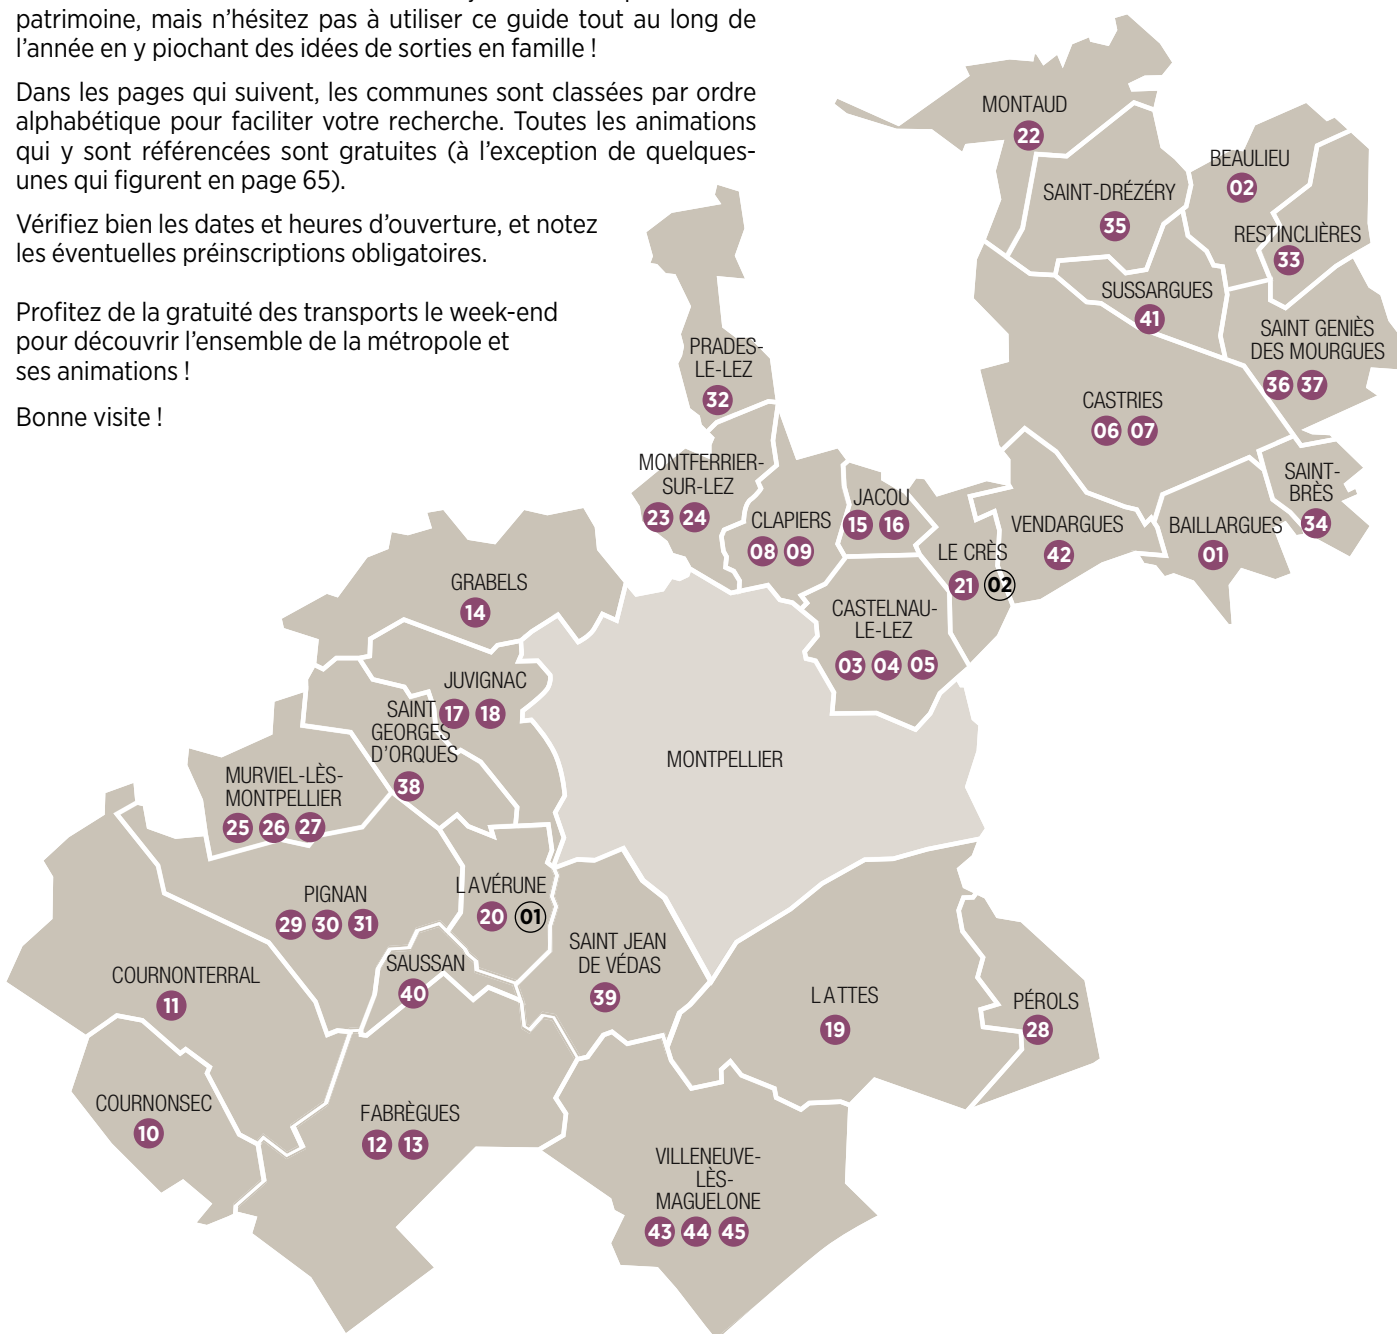 patrimoine, mais n'hésitez pas à utiliser ce guide tout au long de
l'année en y piochant des idées de sorties en famille !
Dans les pages qui suivent, les communes sont classées par ordre
alphabétique pour faciliter votre recherche. Toutes les animations
qui y sont référencées sont gratuites (à l'exception de quelques-
unes qui figurent en page 65).
Vérifiez bien les dates et heures d'ouverture, et notez
les éventuelles préinscriptions obligatoires.
Profitez de la gratuité des transports le week-end
pour découvrir l'ensemble de la métropole et
ses animations !
Bonne visite !
MONTAUD
22
BEAULIEU
02
SAINT-DRÉZÉRY
35
RESTINCLIÈRES
33
SUSSARGUES
41
SAINT GENIÈS
DES MOURGUES
36 37
PRADES-
LE-LEZ
32
CASTRIES
06 07
MONTFERRIER-
SUR-LEZ
23 24
CLAPIERS
08 09
JACOU
15 16
LE CRÈS
21 02
VENDARGUES
42
BAILLARGUES
01
SAINT-
BRÈS
34
CASTELNAU-
LE-LEZ
03 04 05
GRABELS
14
JUVIGNAC
17 18
SAINT
GEORGES
D'ORQUES
38
MONTPELLIER
MURVIEL-LÈS-
MONTPELLIER
25 26 27
PIGNAN
29 30 31
LAVÉRUNE
20 01
SAUSSAN
40
SAINT JEAN
DE VÉDAS
39
COURNONTERRAL
11
LATTES
19
PÉROLS
28
COURNONSEC
10
FABRÈGUES
12 13
VILLENEUVE-
LÈS-
MAGUELONE
43 44 45